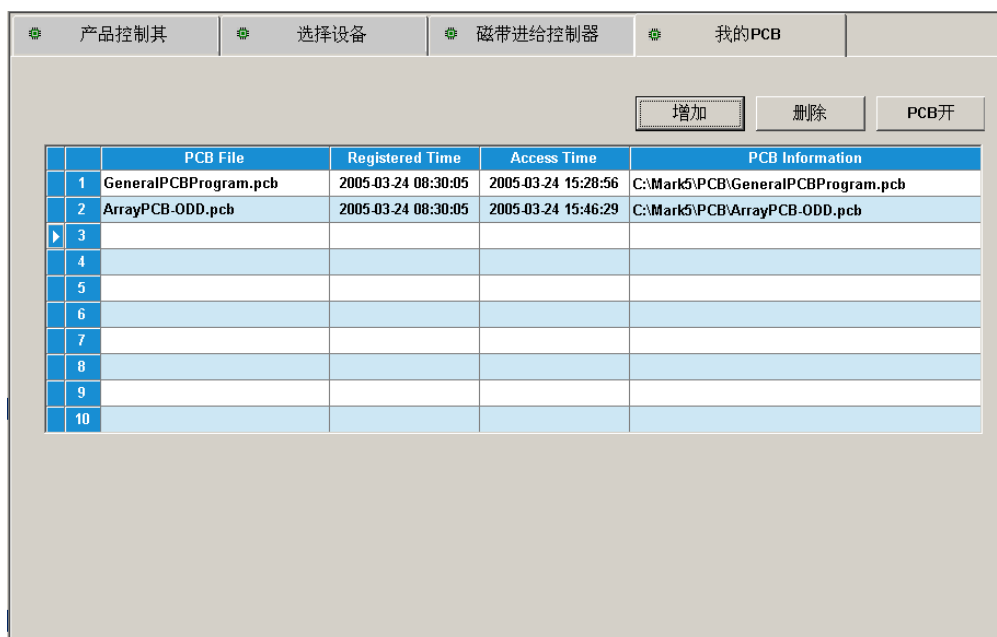 产品控制其 选择设备 磁带进给控制器 我的PCB
增加 删除 PCB开
PCB File Registered Time Access Time PCB Information
1 GeneralPCBProgram.pcb 2005-03-24 08:30:05 2005-03-24 15:28:56 C:\Mark5\PCB\GeneralPCBProgram.pcb
2 ArrayPCB-ODD.pcb 2005-03-24 08:30:05 2005-03-24 15:46:29 C:\Mark5\PCB\ArrayPCB-ODD.pcb
3
4
5
6
7
8
9
10